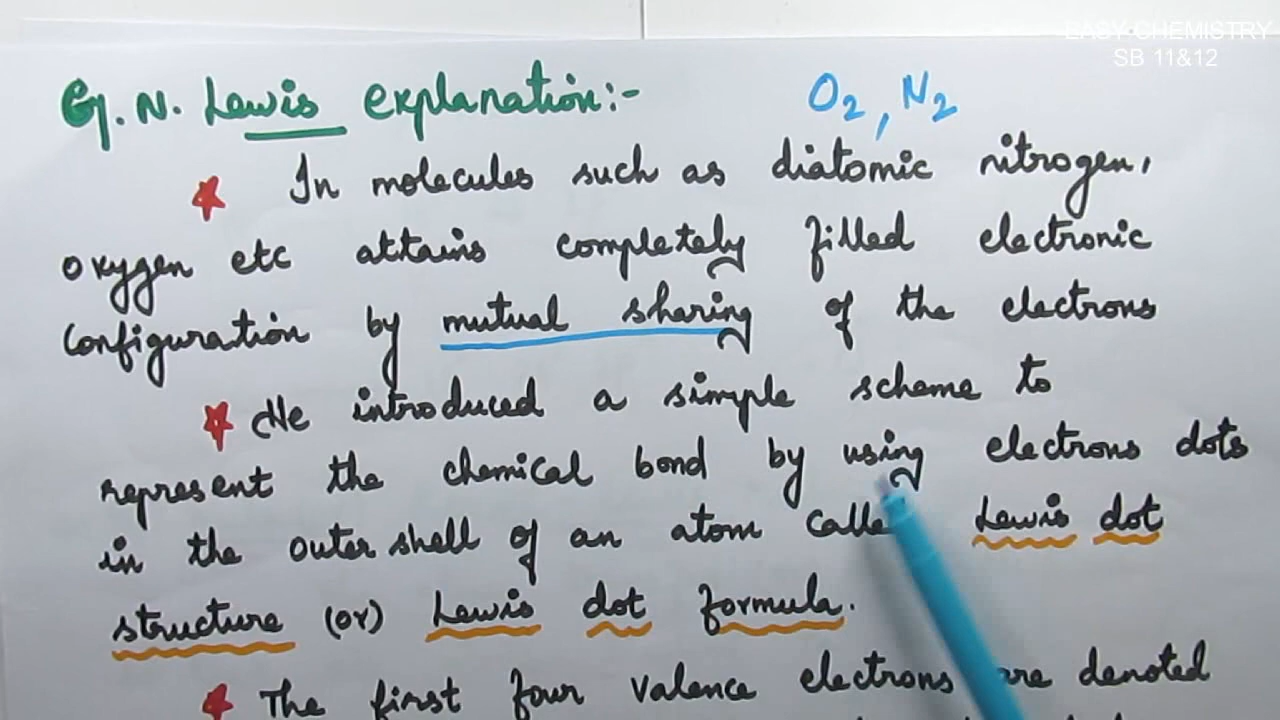 EASY CHEMISTRY
SB 11&12
G. N. Lewis explanation:-
O2, N2
In molecules such as diatomic nitrogen,
oxygen etc attains completely filled electronic
configuration by mutual sharing of the electrons
He introduced a simple scheme to
represent the chemical bond by using electrons dots
in the outer shell of an atom calle Lewis dot
structure (or) Lewis dot formula.
The first four valence electrons are denoted